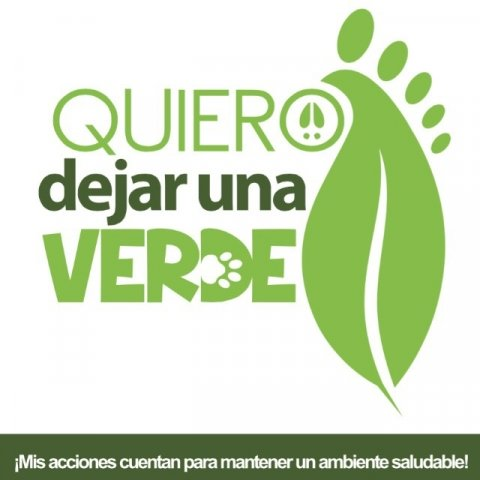 QUIERO
dejar una
VERDE
¡Mis acciones cuentan para mantener un ambiente saludable!